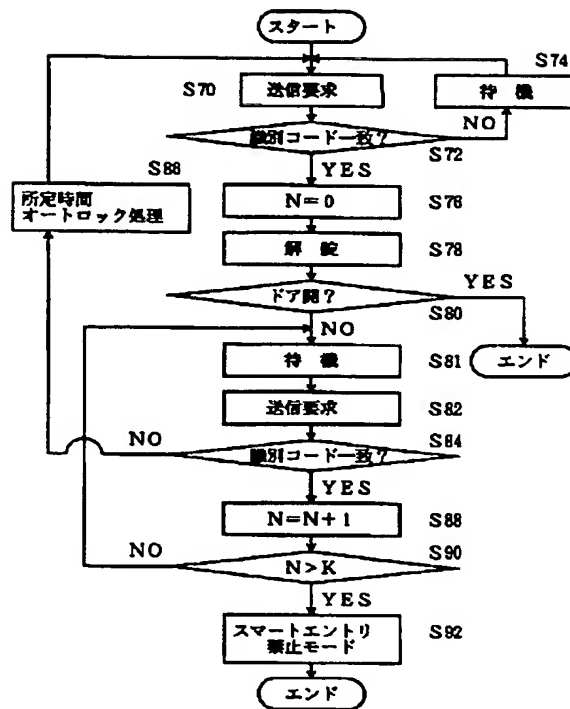 スタート
S74
S70
送信要求
待機
識別コード一致?
NO
S72
YES
S88
所定時間
オートロック処理
N=0
S76
解錠
S78
ドア開?
YES
S80
NO
エンド
待機
S81
送信要求
S82
NO
識別コード一致?
S84
YES
N=N+1
S88
NO
N>K
S90
YES
スマートエントリ
禁止モード
S92
エンド